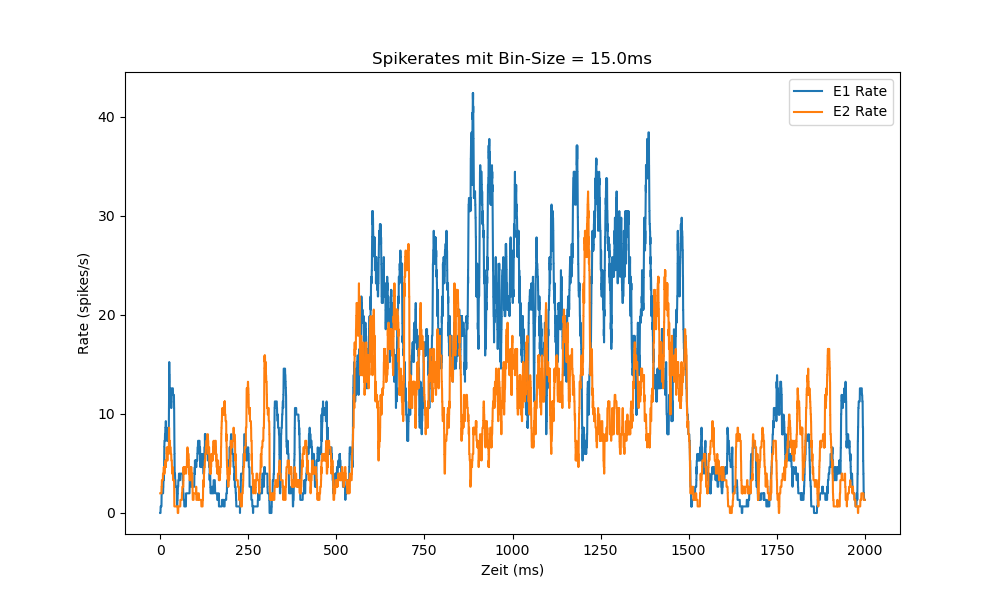 Spikerates mit Bin-Size = 15.0ms
E1 Rate
E2 Rate
40
30
20
10
0
Rate (spikes/s)
0 250 500 750 1000 1250 1500 1750 2000
Zeit (ms)